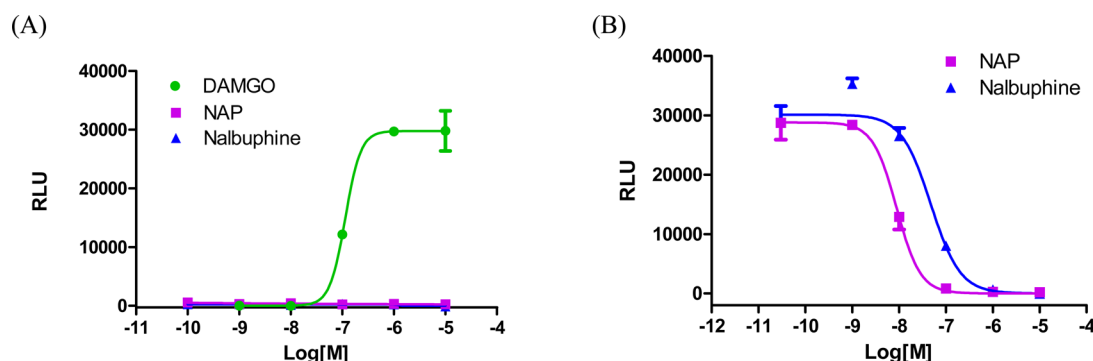 (A)
40000
30000
20000
10000
0
RLU
DAMGO
NAP
Nalbuphine
-11 -10 -9 -8 -7 -6 -5 -4
Log[M]
(B)
40000
30000
20000
10000
0
RLU
NAP
Nalbuphine
-12 -11 -10 -9 -8 -7 -6 -5 -4
Log[M]